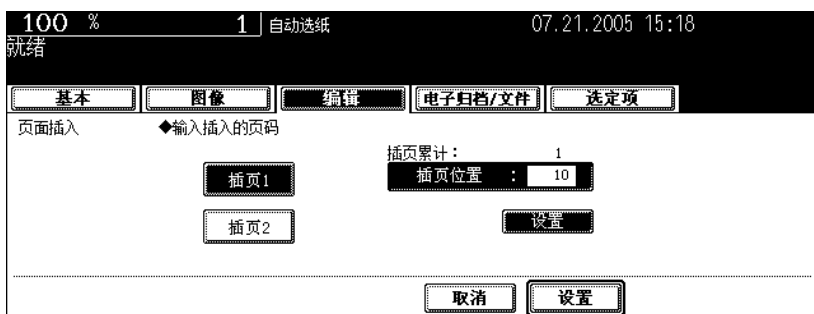 100 % 1 自动选纸 07.21.2005 15:18
就绪
基本 图像 编辑 电子归档/文件 选定项
页面插入 ◆输入插入的页码
插页累计： 1
插页1 插页位置 ： 10
插页2 设置
取消 设置